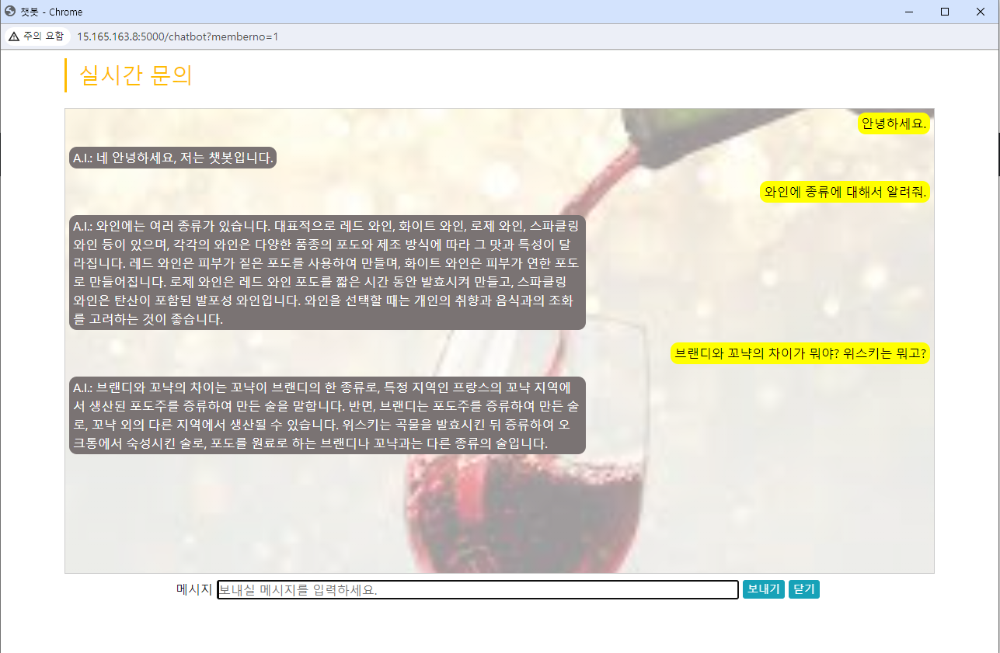 챗봇 - Chrome
주의 요함 15.165.163.8:5000/chatbot?memberno=1
실시간 문의
안녕하세요.
A.I.: 네 안녕하세요, 저는 챗봇입니다.
와인에 종류에 대해서 알려줘.
A.I.: 와인에는 여러 종류가 있습니다. 대표적으로 레드 와인, 화이트 와인, 로제 와인, 스파클링
와인 등이 있으며, 각각의 와인은 다양한 품종의 포도와 제조 방식에 따라 그 맛과 특성이 달
라집니다. 레드 와인은 피부가 짙은 포도를 사용하여 만들며, 화이트 와인은 피부가 연한 포도
로 만들어집니다. 로제 와인은 레드 와인 포도를 짧은 시간 동안 발효시켜 만들고, 스파클링
와인은 탄산이 포함된 발포성 와인입니다. 와인을 선택할 때는 개인의 취향과 음식과의 조화
를 고려하는 것이 좋습니다.
브랜디와 꼬냑의 차이가 뭐야? 위스키는 뭐고?
A.I.: 브랜디와 꼬냑의 차이는 꼬냑이 브랜디의 한 종류로, 특정 지역인 프랑스의 꼬냑 지역에
서 생산된 포도주를 증류하여 만든 술을 말합니다. 반면, 브랜디는 포도주를 증류하여 만든 술
로, 꼬냑 외의 다른 지역에서 생산될 수 있습니다. 위스키는 곡물을 발효시킨 뒤 증류하여 오
크통에서 숙성시킨 술로, 포도를 원료로 하는 브랜디나 꼬냑과는 다른 종류의 술입니다.
메시지 보내실 메시지를 입력하세요. 보내기 닫기